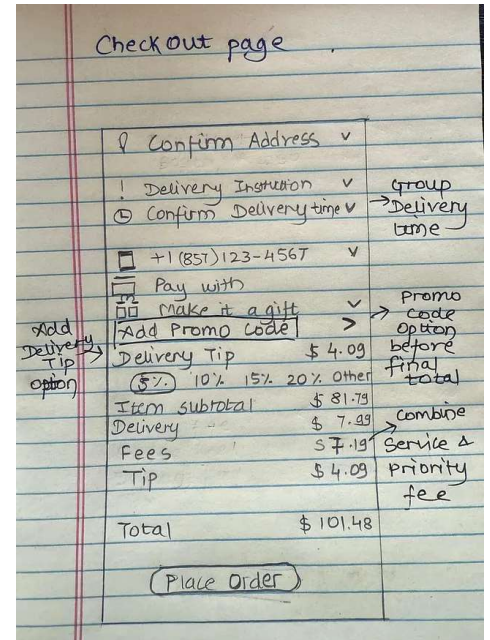 Check Out page
Confirm Address
! Delivery Instruction
Confirm Delivery time
Group
Delivery
time
+1 (857) 123-4567
Pay with
Make it a gift
Add Promo Code >
Promo
Code
Option
before
final
total
Add
Delivery
Tip
option
Delivery Tip $ 4.09
5% 10% 15% 20% Other
Item subtotal $ 81.79
Delivery $ 7.99
Fees $ 7.19
Tip $ 4.09
Combine
Service &
Priority
fee
Total $ 101.48
Place Order